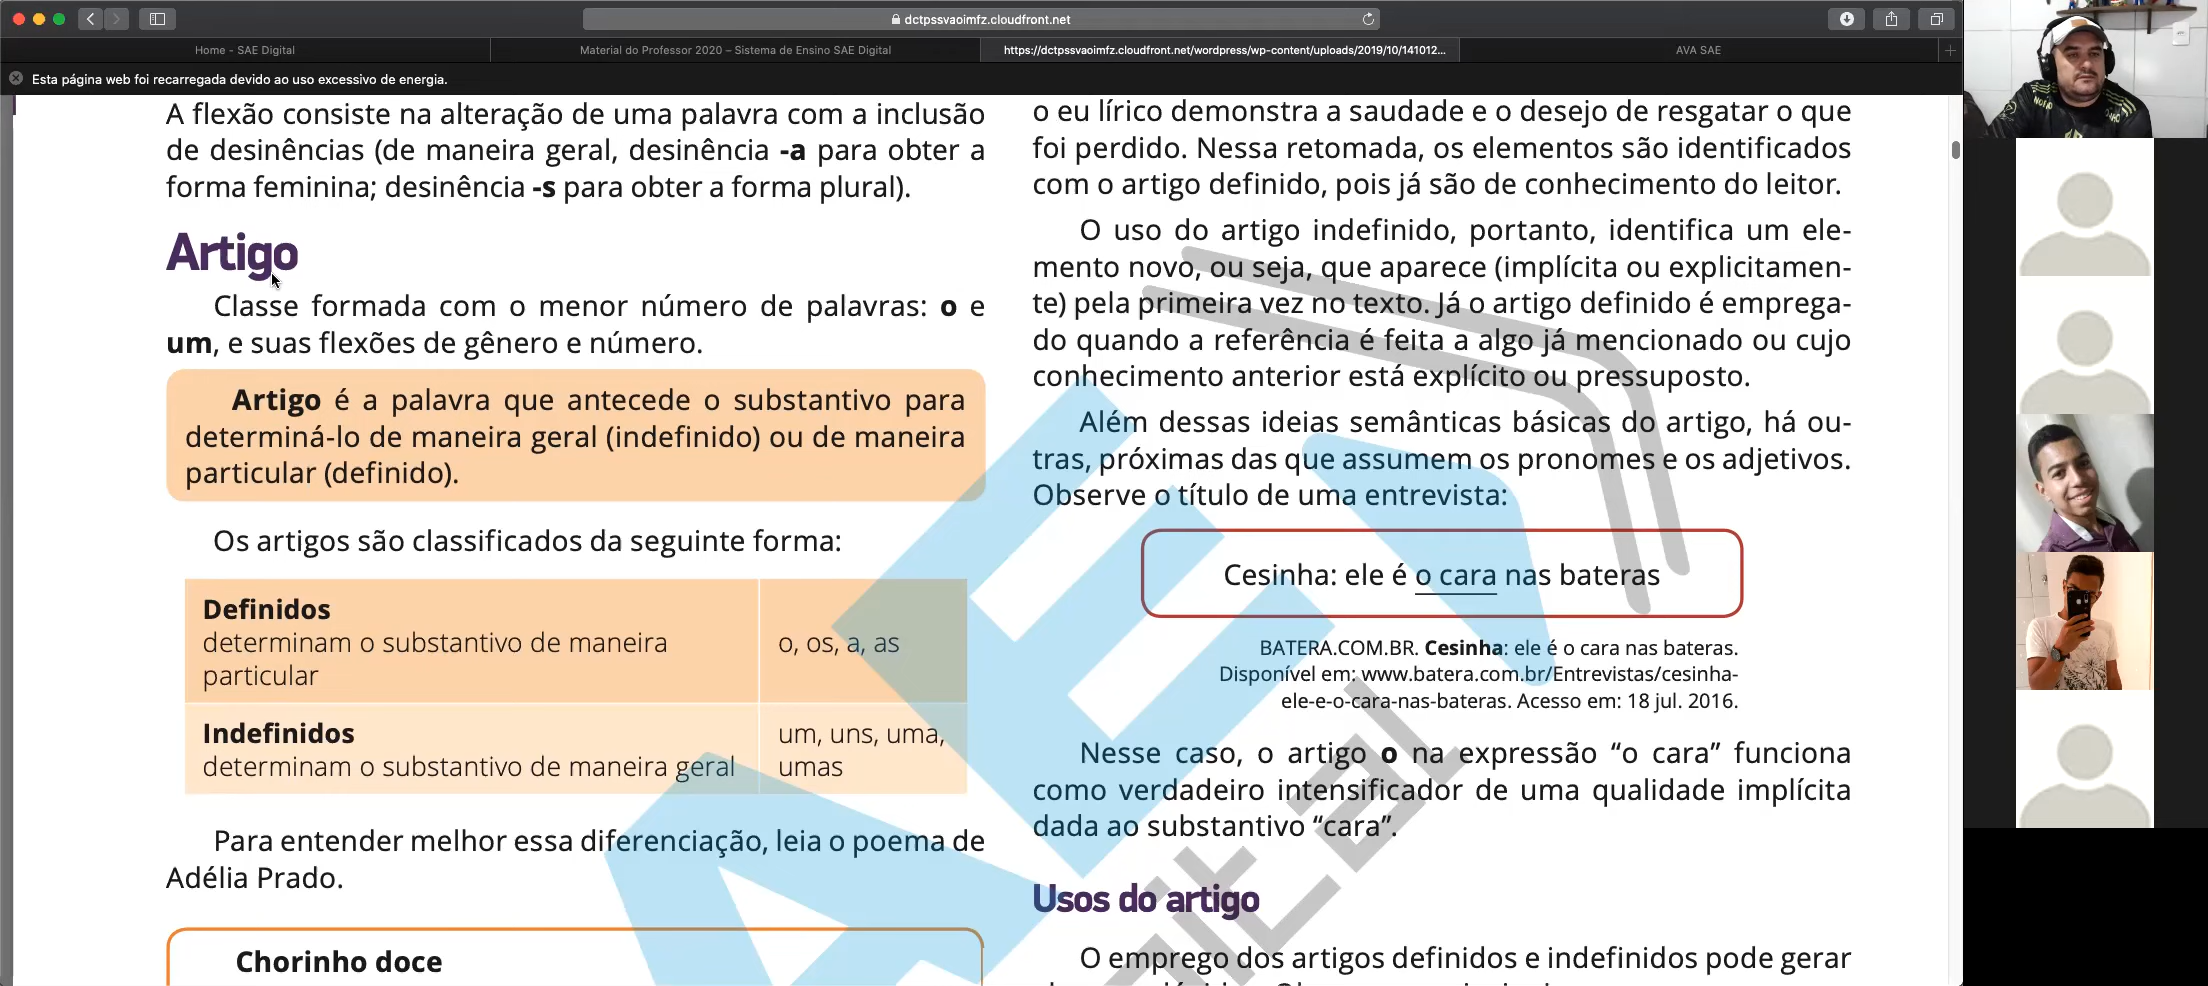 dctpssvaoimfz.cloudfront.net
Home - SAE Digital
Material do Professor 2020 – Sistema de Ensino SAE Digital
https://dctpssvaoimfz.cloudfront.net/wordpress/wp-content/uploads/2019/10/141012...
AVA SAE
Esta página web foi recarregada devido ao uso excessivo de energia.
A flexão consiste na alteração de uma palavra com a inclusão
de desinências (de maneira geral, desinência -a para obter a
forma feminina; desinência -s para obter a forma plural).
Artigo
Classe formada com o menor número de palavras: o e
um, e suas flexões de gênero e número.
Artigo é a palavra que antecede o substantivo para
determiná-lo de maneira geral (indefinido) ou de maneira
particular (definido).
Os artigos são classificados da seguinte forma:
Definidos
determinam o substantivo de maneira
particular
o, os, a, as
Indefinidos
determinam o substantivo de maneira geral
um, uns, uma,
umas
Para entender melhor essa diferenciação, leia o poema de
Adélia Prado.
Chorinho doce
o eu lírico demonstra a saudade e o desejo de resgatar o que
foi perdido. Nessa retomada, os elementos são identificados
com o artigo definido, pois já são de conhecimento do leitor.
O uso do artigo indefinido, portanto, identifica um ele-
mento novo, ou seja, que aparece (implícita ou explicitamen-
te) pela primeira vez no texto. Já o artigo definido é emprega-
do quando a referência é feita a algo já mencionado ou cujo
conhecimento anterior está explícito ou pressuposto.
Além dessas ideias semânticas básicas do artigo, há ou-
tras, próximas das que assumem os pronomes e os adjetivos.
Observe o título de uma entrevista:
Cesinha: ele é o cara nas bateras
BATERA.COM.BR. Cesinha: ele é o cara nas bateras.
Disponível em: www.batera.com.br/Entrevistas/cesinha-
ele-e-o-cara-nas-bateras. Acesso em: 18 jul. 2016.
Nesse caso, o artigo o na expressão “o cara” funciona
como verdadeiro intensificador de uma qualidade implícita
dada ao substantivo “cara”.
Usos do artigo
O emprego dos artigos definidos e indefinidos pode gerar